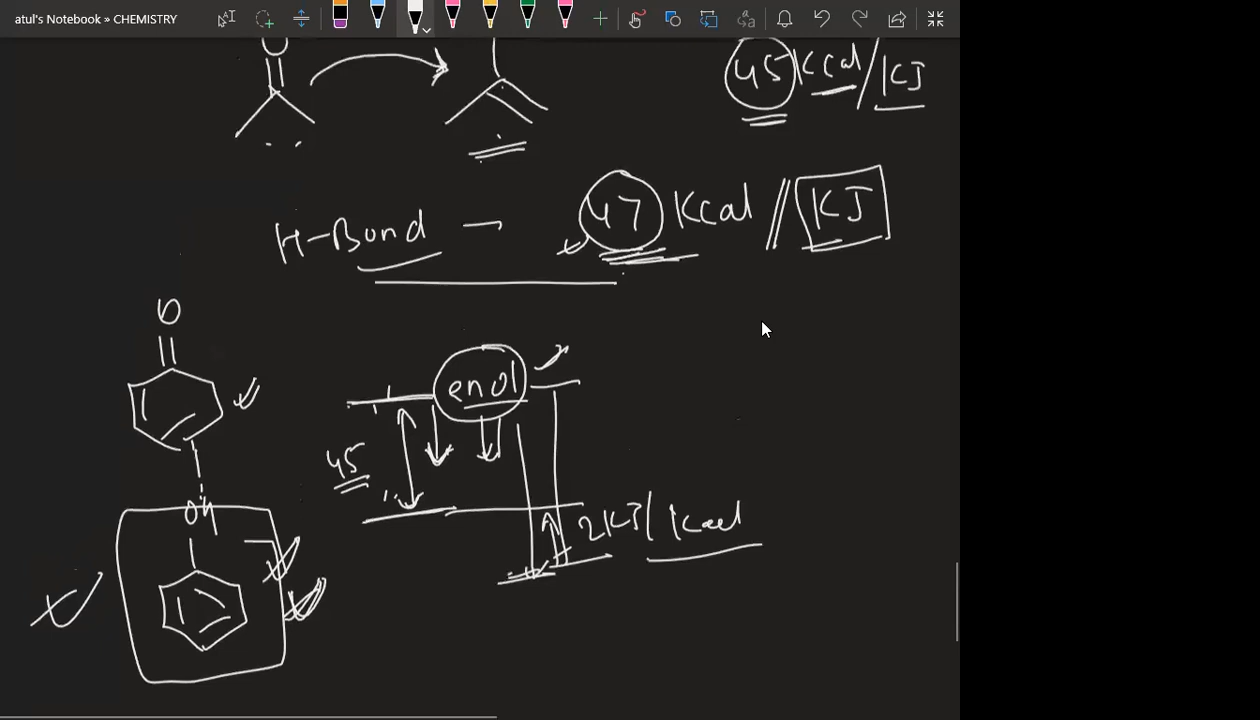 atul's Notebook » CHEMISTRY
45 Kcal/KJ
H-Bond - 47 Kcal // KJ
O
enol
45
OH
2KJ/Kcal